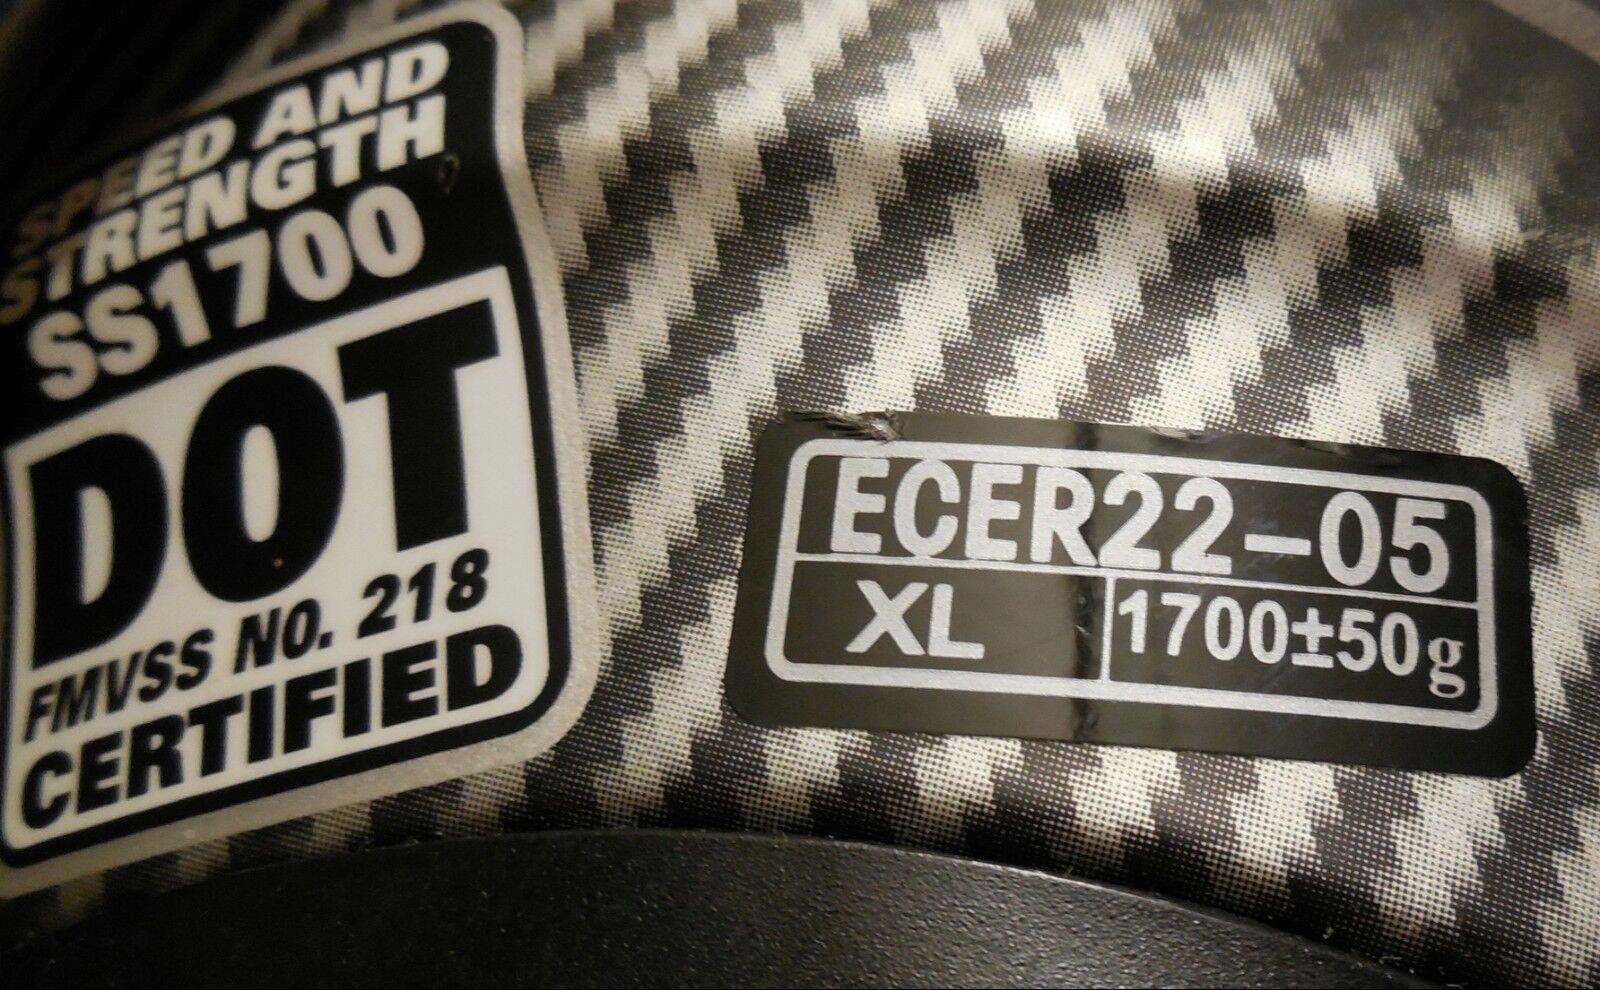 SPEED AND
STRENGTH
SS1700
DOT
FMVSS NO. 218
CERTIFIED
ECER22-05
XL
1700±50g